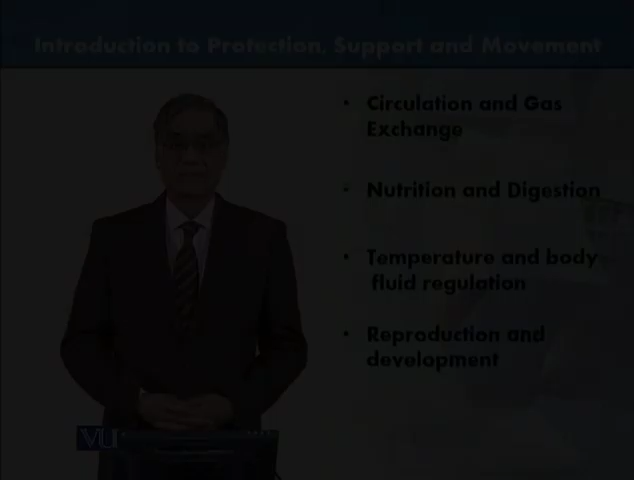 Introduction to Protection, Support and Movement
• Circulation and Gas
Exchange
• Nutrition and Digestion
• Temperature and body
fluid regulation
• Reproduction and
development
VU